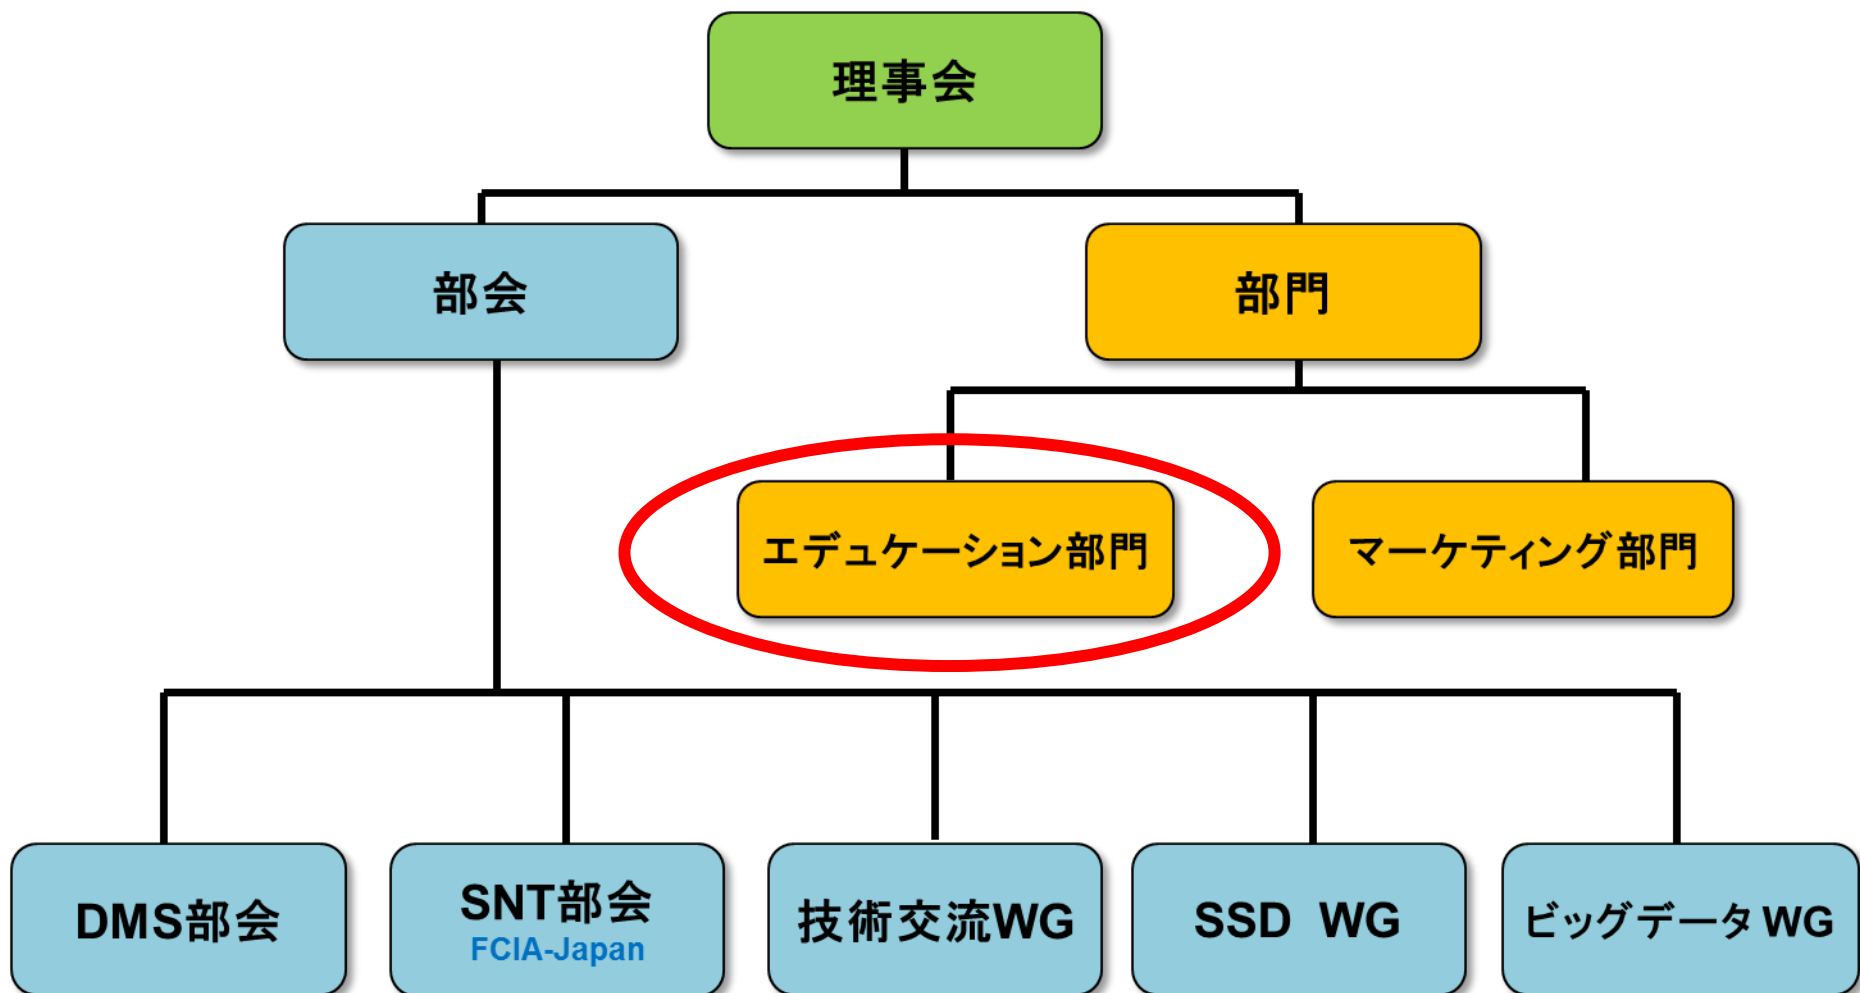 理事会
部会
部門
エデュケーション部門
マーケティング部門
DMS部会
SNT部会
FCIA-Japan
技術交流WG
SSD WG
ビッグデータWG